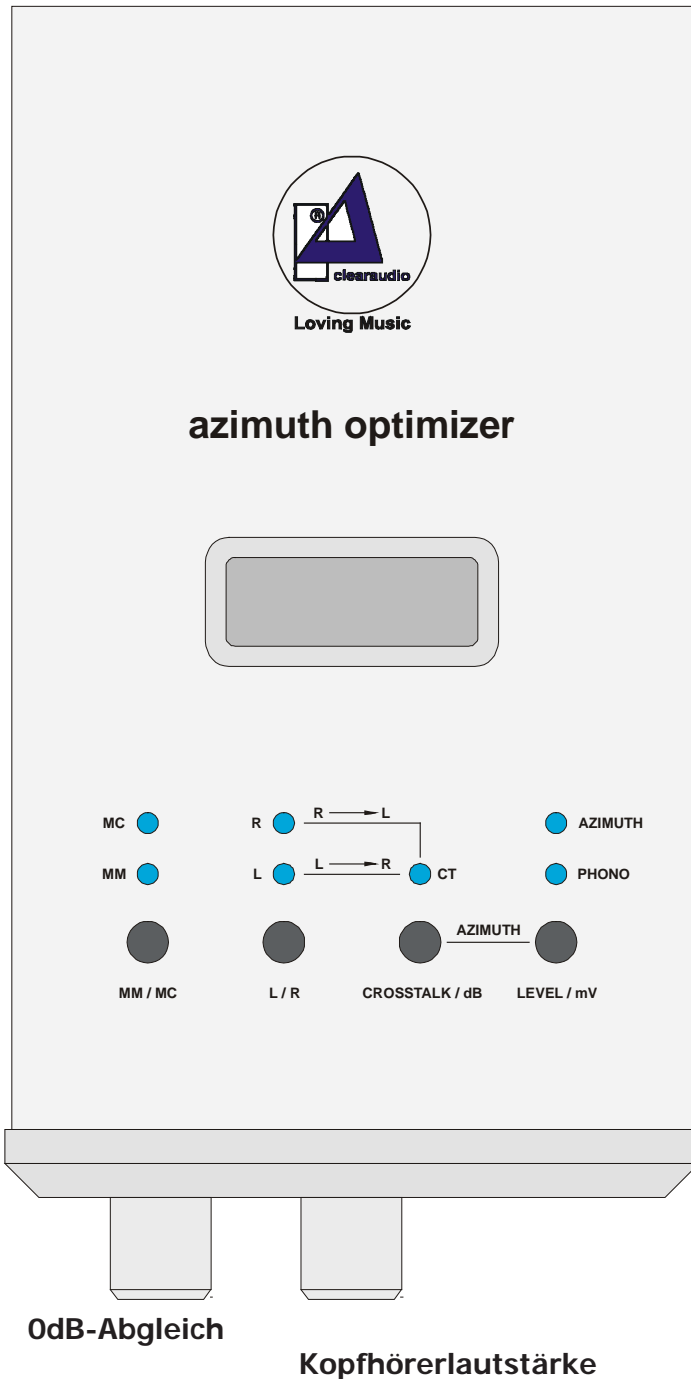 ®
clearaudio
Loving Music
azimuth optimizer
MC R R L AZIMUTH
MM L L R CT PHONO
AZIMUTH
MM / MC L / R CROSSTALK / dB LEVEL / mV
0dB-Abgleich
Kopfhörerlautstärke